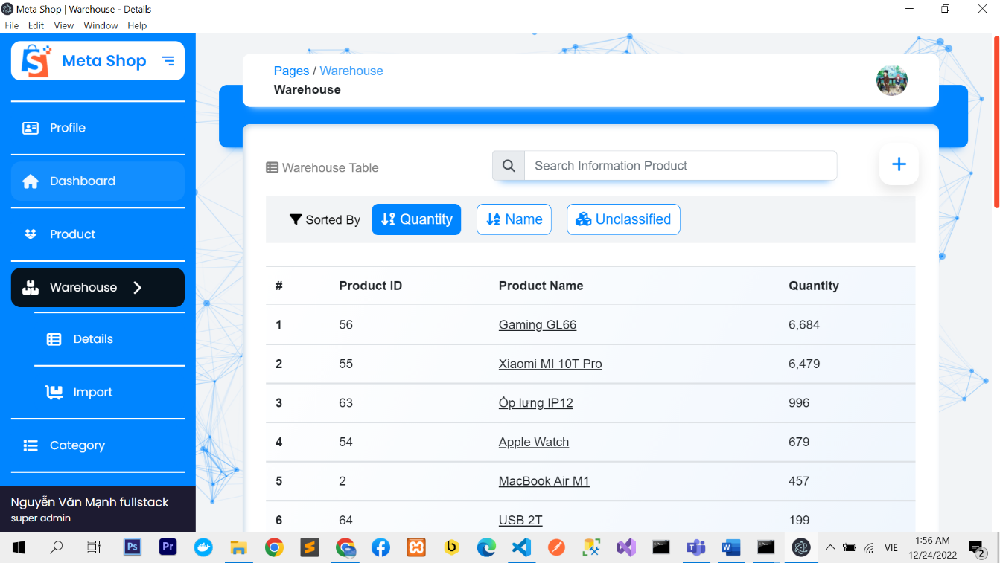 Meta Shop | Warehouse - Details
File Edit View Window Help
Meta Shop
Profile
Dashboard
Product
Warehouse
Details
Import
Category
Nguyễn Văn Mạnh fullstack
super admin
Pages / Warehouse
Warehouse
Warehouse Table
Search Information Product
+
Sorted By Quantity Name Unclassified
# Product ID Product Name Quantity
1 56 Gaming GL66 6,684
2 55 Xiaomi MI 10T Pro 6,479
3 63 Ốp lưng IP12 996
4 54 Apple Watch 679
5 2 MacBook Air M1 457
6 64 USB 2T 199
Ps Pr
VIE
1:56 AM
12/24/2022
2